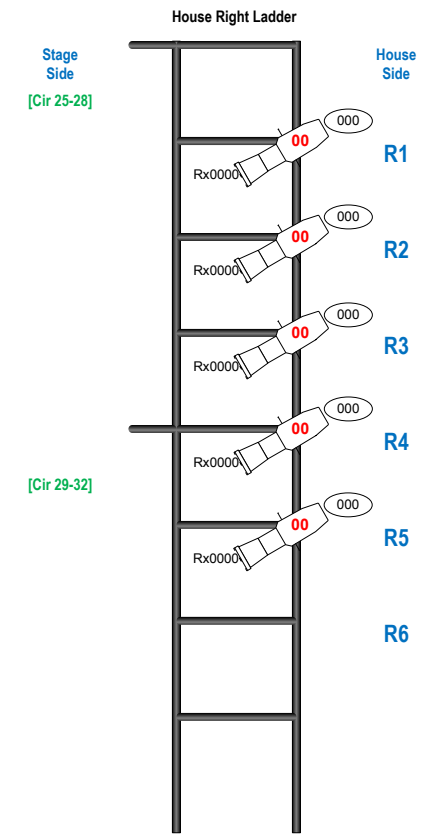 House Right Ladder
Stage
Side
House
Side
[Cir 25-28]
000
00
R1
Rx0000
000
00
R2
Rx0000
000
00
R3
Rx0000
000
00
R4
Rx0000
[Cir 29-32]
000
00
R5
Rx0000
R6